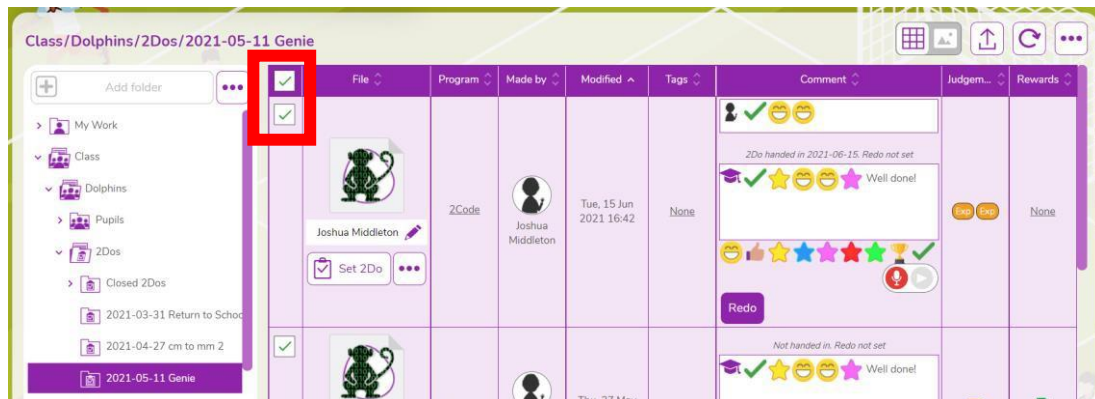 Class/Dolphins/2Dos/2021-05-11 Genie
Add folder
My Work
Class
Dolphins
Pupils
2Dos
Closed 2Dos
2021-03-31 Return to Schoo
2021-04-27 cm to mm 2
2021-05-11 Genie
File Program Made by Modified Tags Comment Judgem... Rewards
2Do handed in 2021-06-15. Redo not set
Well done!
Joshua Middleton
2Code
Joshua
Middleton
Tue, 15 Jun
2021 16:42
None
Exp Exp
None
Set 2Do
Redo
Not handed in. Redo not set
Well done!
Thu, 27 May